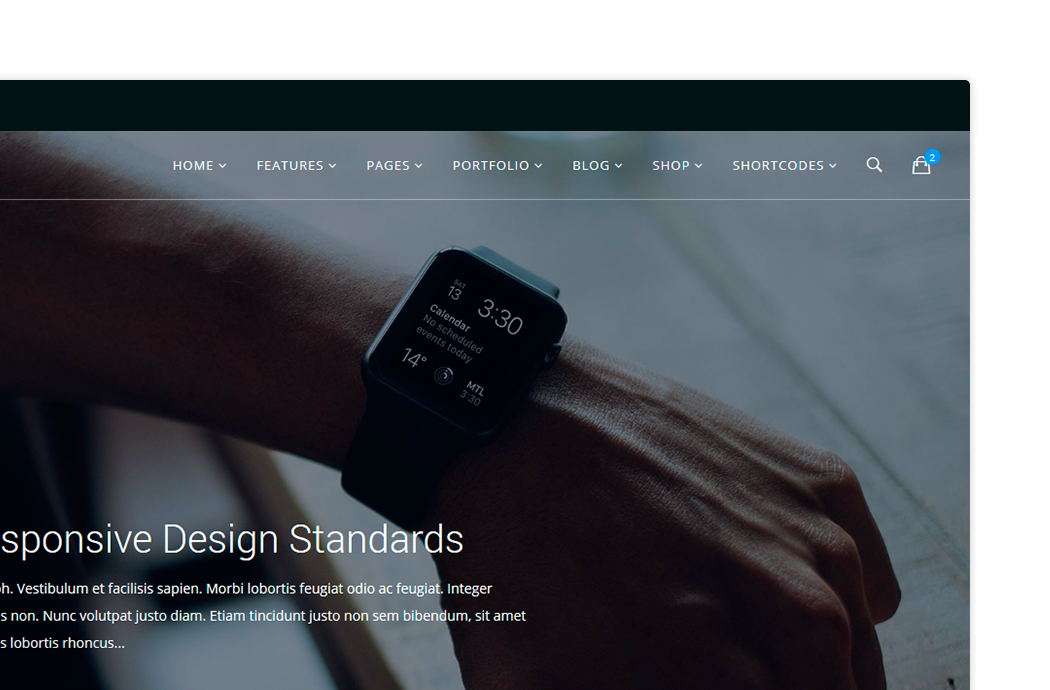 HOME FEATURES PAGES PORTFOLIO BLOG SHOP SHORTCODES 2
SAT
13 3:30
Calendar
No scheduled
events today
14° MTL
3:30
sponsive Design Standards
h. Vestibulum et facilisis sapien. Morbi lobortis feugiat odio ac feugiat. Integer
s non. Nunc volutpat justo diam. Etiam tincidunt justo non sem bibendum, sit amet
s lobortis rhoncus...